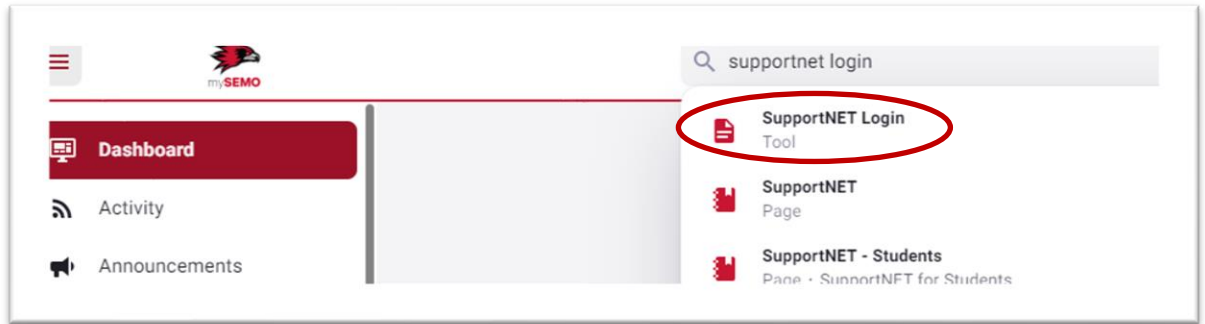 mySEMO
supportnet login
SupportNET Login
Tool
Dashboard
SupportNET
Page
Activity
SupportNET - Students
Page · SupportNET for Students
Announcements